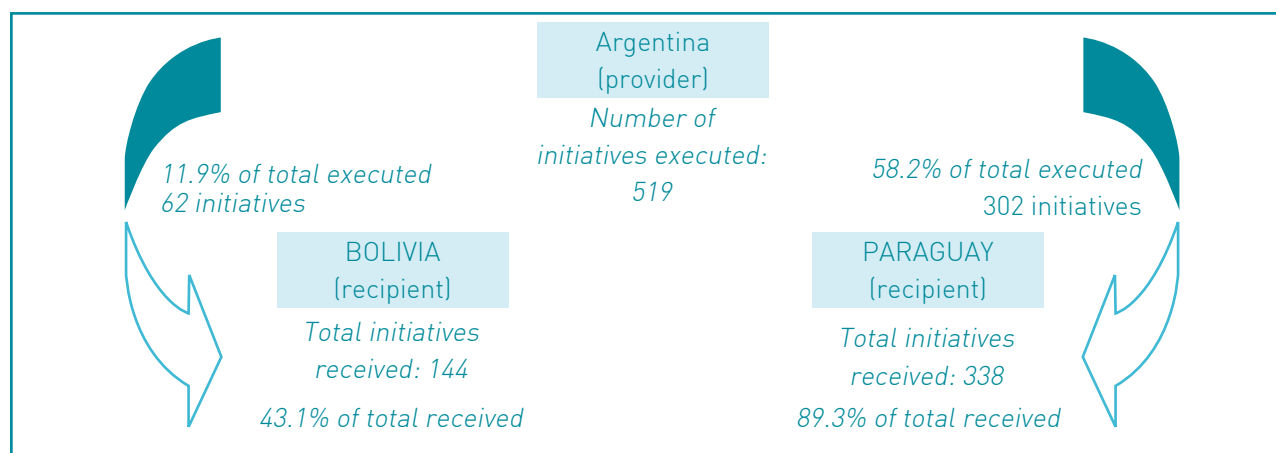 Argentina
(provider)
Number of
initiatives executed:
519
11.9% of total executed
62 initiatives
58.2% of total executed
302 initiatives
BOLIVIA
(recipient)
Total initiatives
received: 144
43.1% of total received
PARAGUAY
(recipient)
Total initiatives
received: 338
89.3% of total received